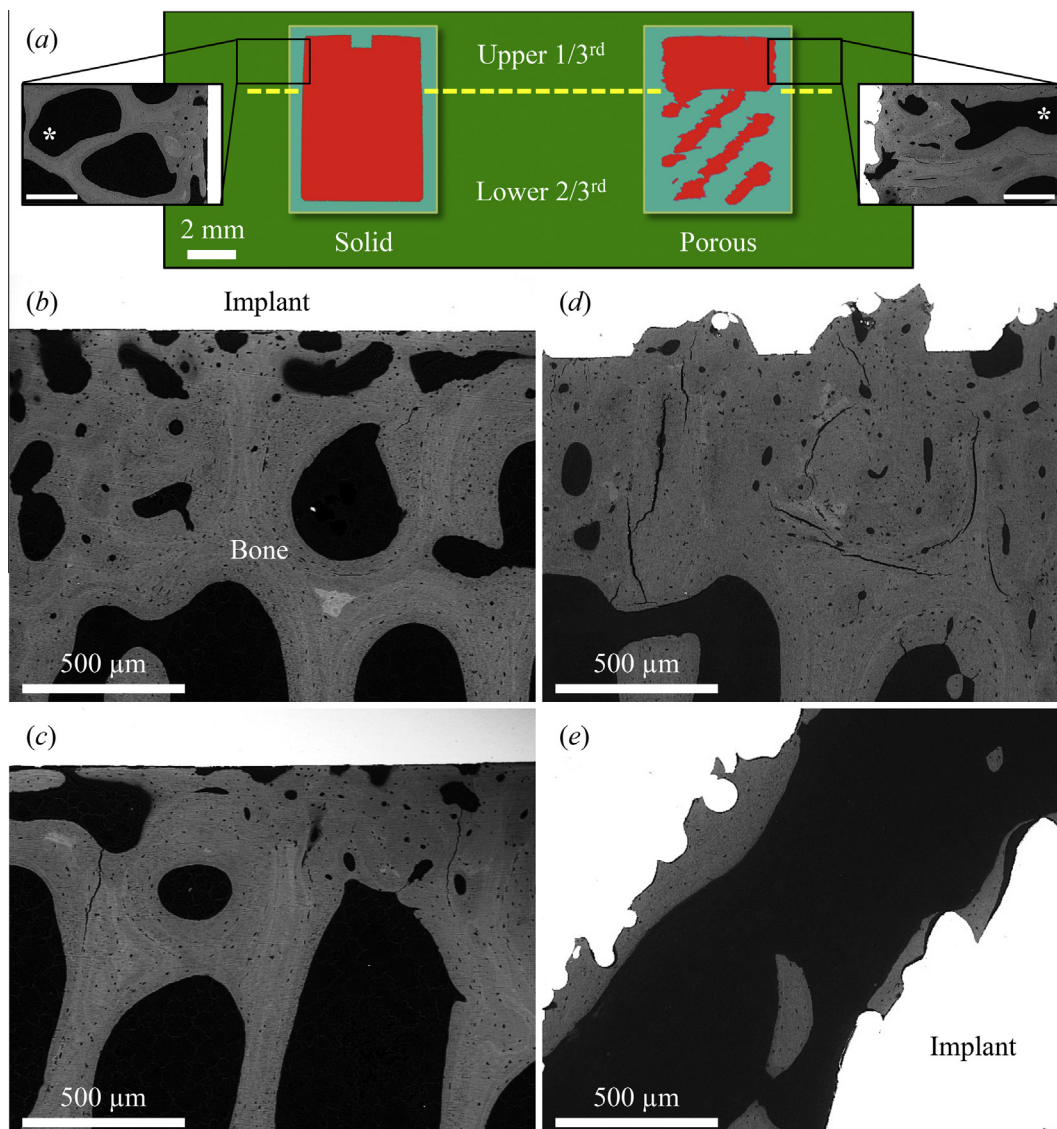 (a)
Upper 1/3rd
*
*
Lower 2/3rd
2 mm
Solid
Porous
(b)
Implant
(d)
Bone
500 µm
500 µm
(c)
(e)
Implant
500 µm
500 µm